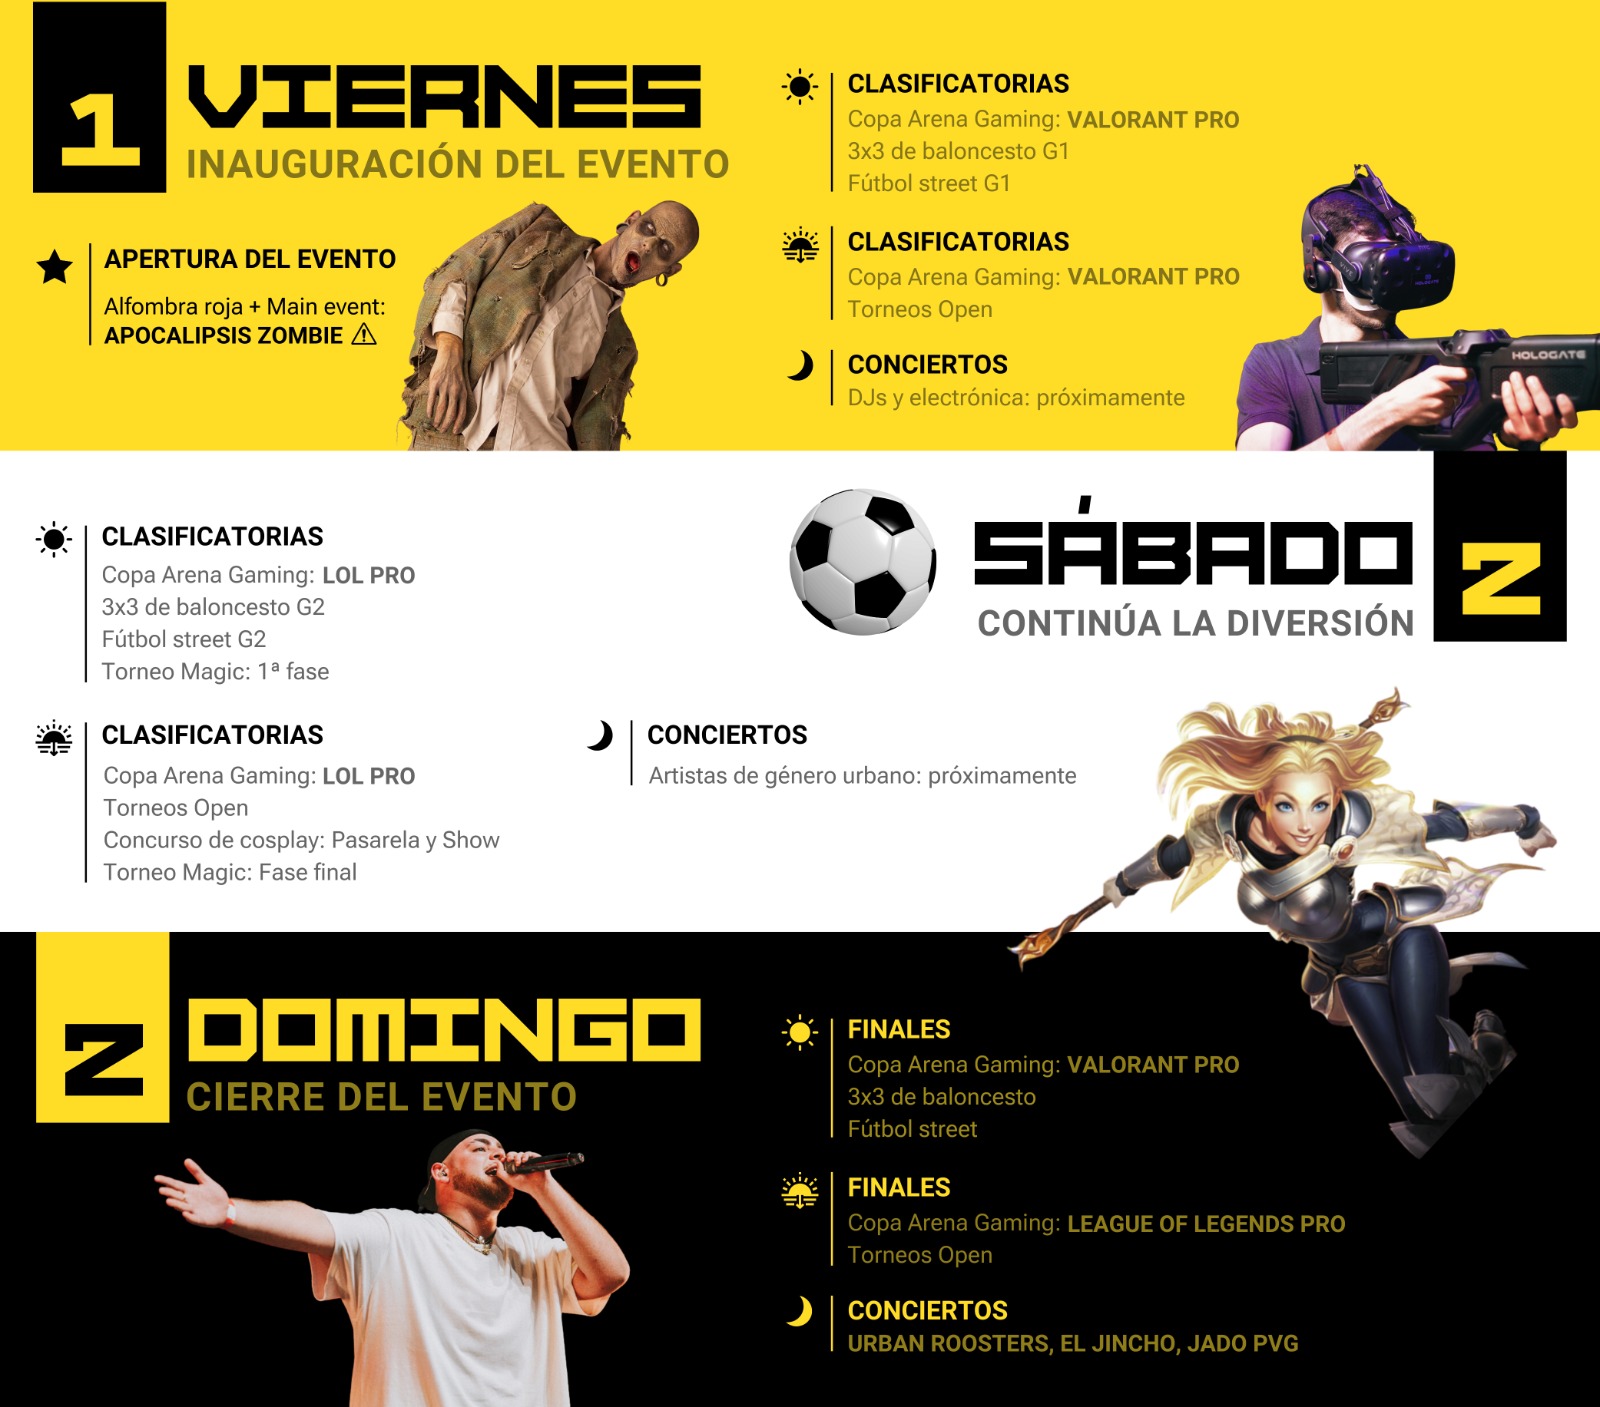 1
VIERNES
INAUGURACIÓN DEL EVENTO
APERTURA DEL EVENTO
Alfombra roja + Main event:
APOCALIPSIS ZOMBIE ⚠
CLASIFICATORIAS
Copa Arena Gaming: VALORANT PRO
3x3 de baloncesto G1
Fútbol street G1
CLASIFICATORIAS
Copa Arena Gaming: VALORANT PRO
Torneos Open
CONCIERTOS
DJs y electrónica: próximamente
VIVE
HOLOGATE
HOLOGATE
SÁBADO
CONTINÚA LA DIVERSIÓN
2
CLASIFICATORIAS
Copa Arena Gaming: LOL PRO
3x3 de baloncesto G2
Fútbol street G2
Torneo Magic: 1ª fase
CLASIFICATORIAS
Copa Arena Gaming: LOL PRO
Torneos Open
Concurso de cosplay: Pasarela y Show
Torneo Magic: Fase final
CONCIERTOS
Artistas de género urbano: próximamente
2
DOMINGO
CIERRE DEL EVENTO
FINALES
Copa Arena Gaming: VALORANT PRO
3x3 de baloncesto
Fútbol street
FINALES
Copa Arena Gaming: LEAGUE OF LEGENDS PRO
Torneos Open
CONCIERTOS
URBAN ROOSTERS, EL JINCHO, JADO PVG